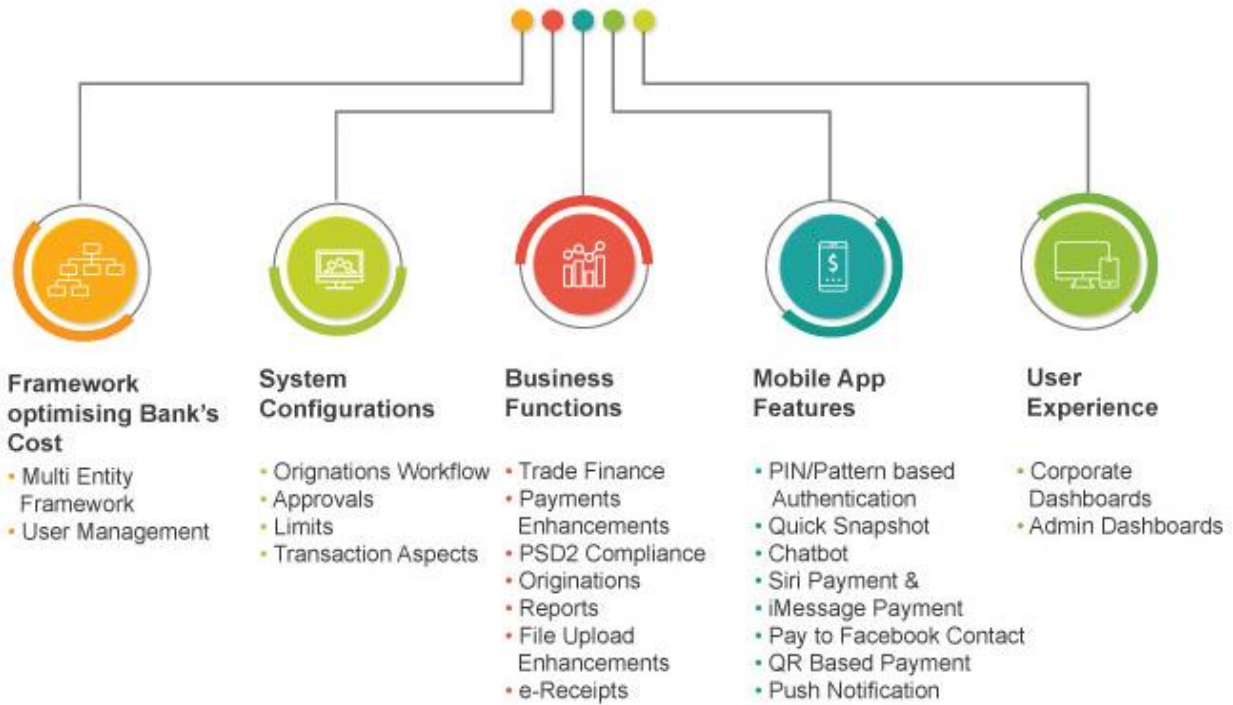 Framework
optimising Bank's
Cost
• Multi Entity
Framework
• User Management
System
Configurations
• Orignations Workflow
• Approvals
• Limits
• Transaction Aspects
Business
Functions
• Trade Finance
• Payments
Enhancements
• PSD2 Compliance
• Originations
• Reports
• File Upload
Enhancements
• e-Receipts
Mobile App
Features
• PIN/Pattern based
Authentication
• Quick Snapshot
• Chatbot
• Siri Payment &
• iMessage Payment
• Pay to Facebook Contact
• QR Based Payment
• Push Notification
User
Experience
• Corporate
Dashboards
• Admin Dashboards
$